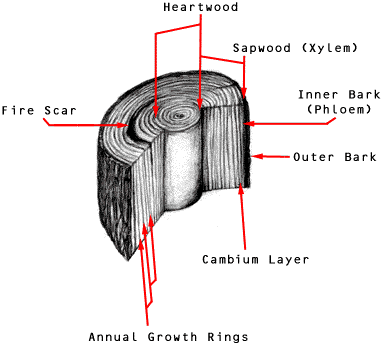 Heartwood
Sapwood (Xylem)
Inner Bark
(Phloem)
Fire Scar
Outer Bark
Cambium Layer
Annual Growth Rings